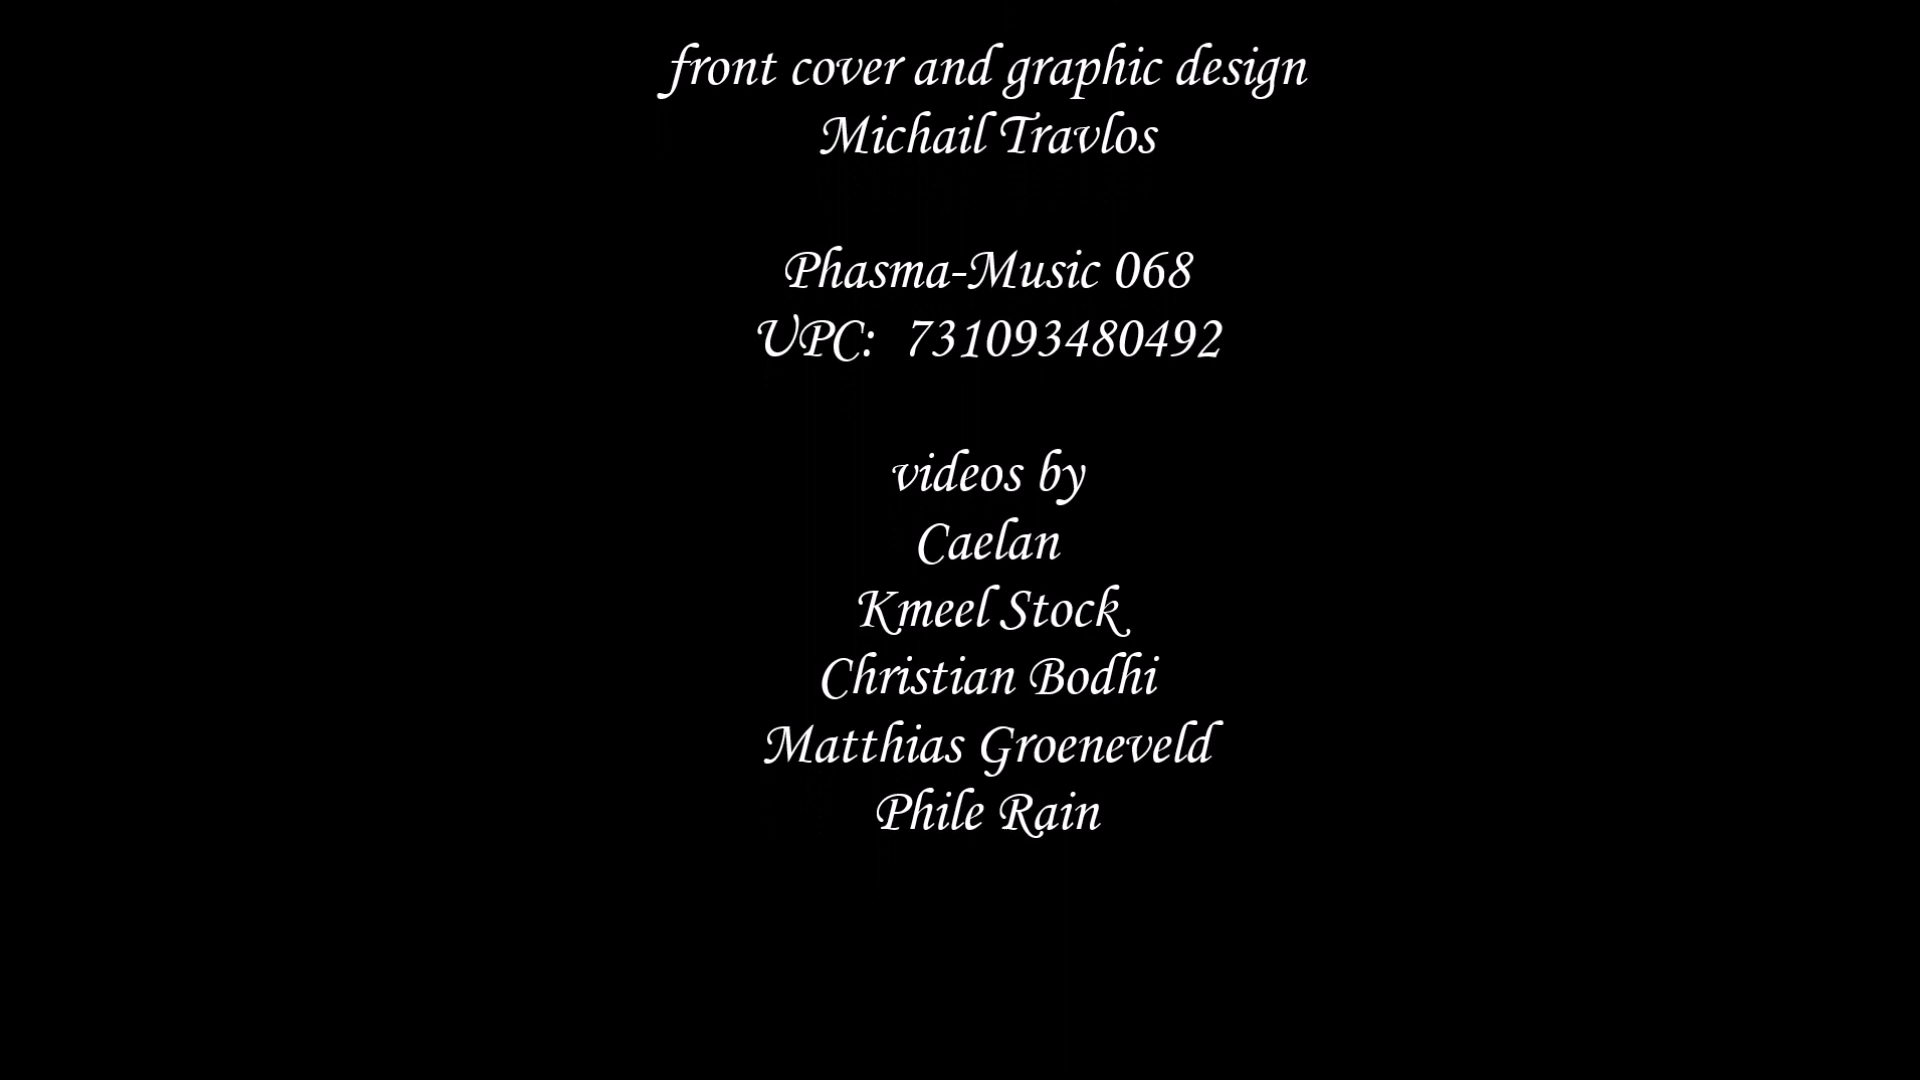 front cover and graphic design
Michail Travlos
Phasma-Music 068
UPC: 731093480492
videos by
Caelan
Kmeel Stock
Christian Bodhi
Matthias Groeneveld
Phile Rain